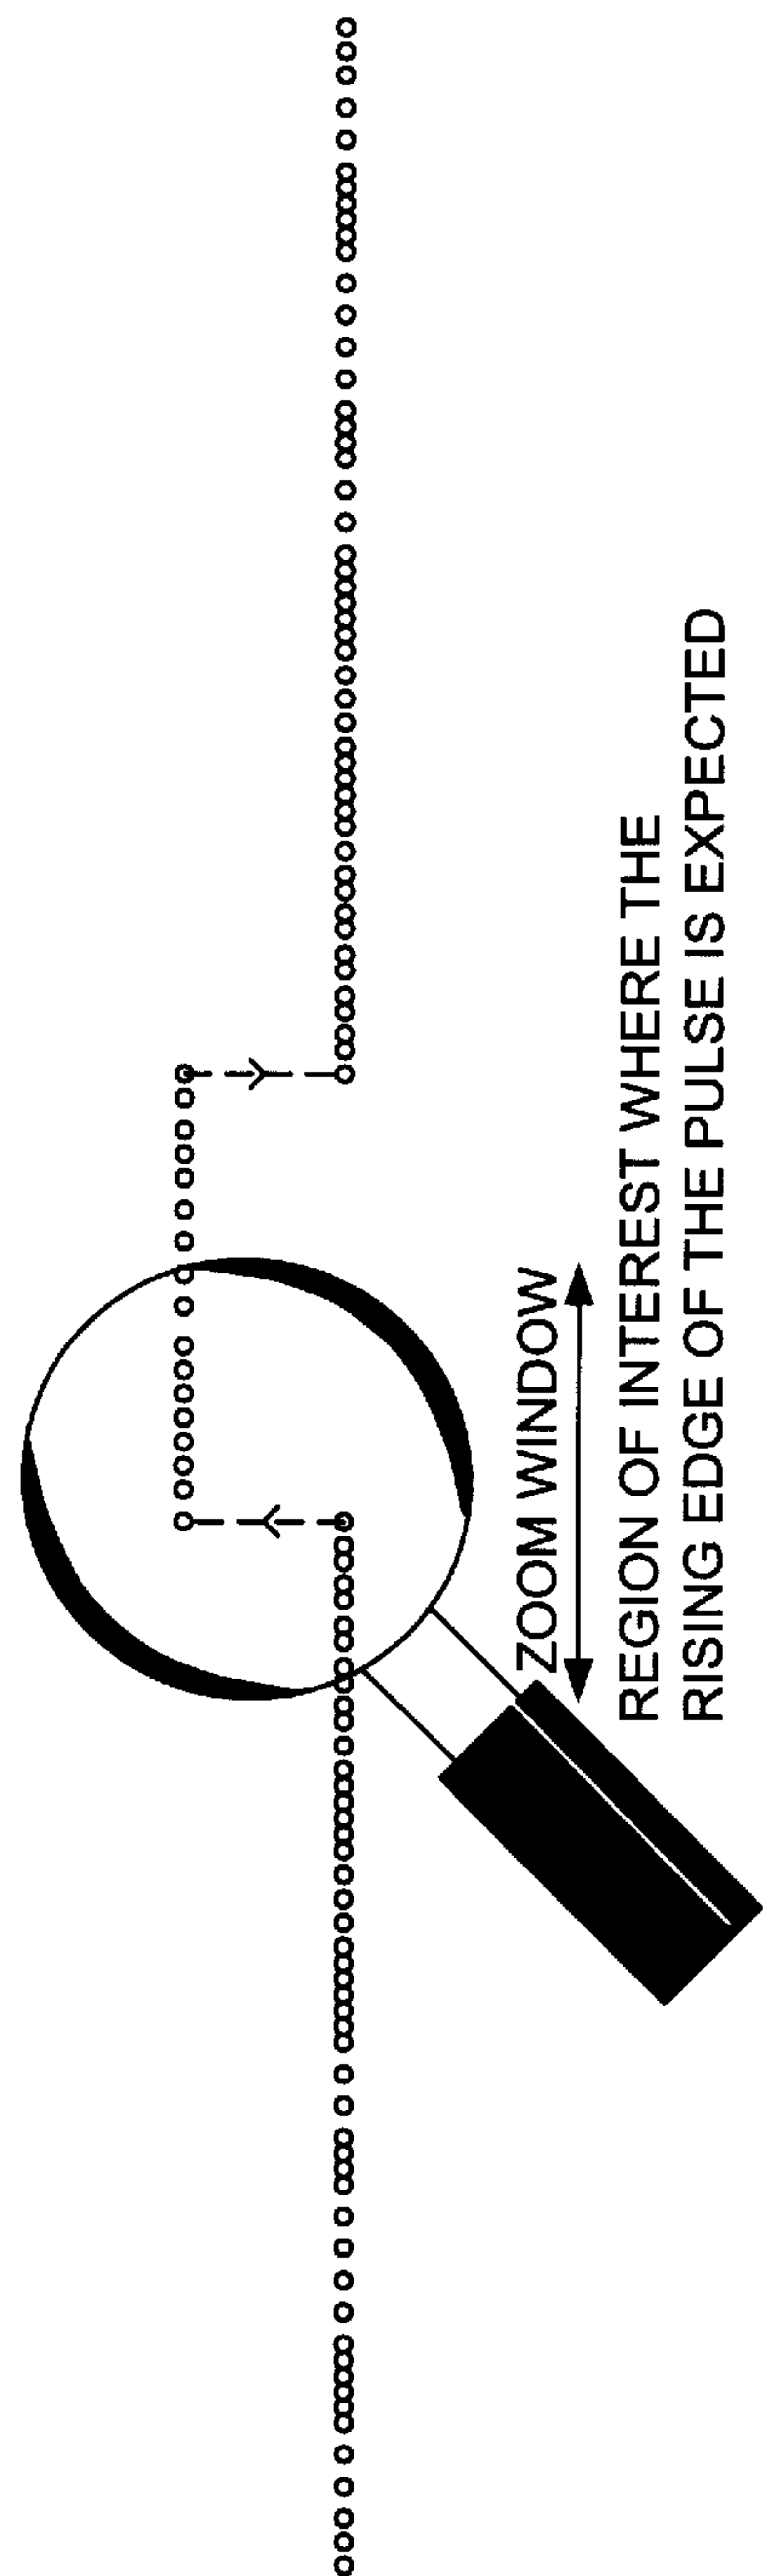 ZOOM WINDOW
REGION OF INTEREST WHERE THE
RISING EDGE OF THE PULSE IS EXPECTED